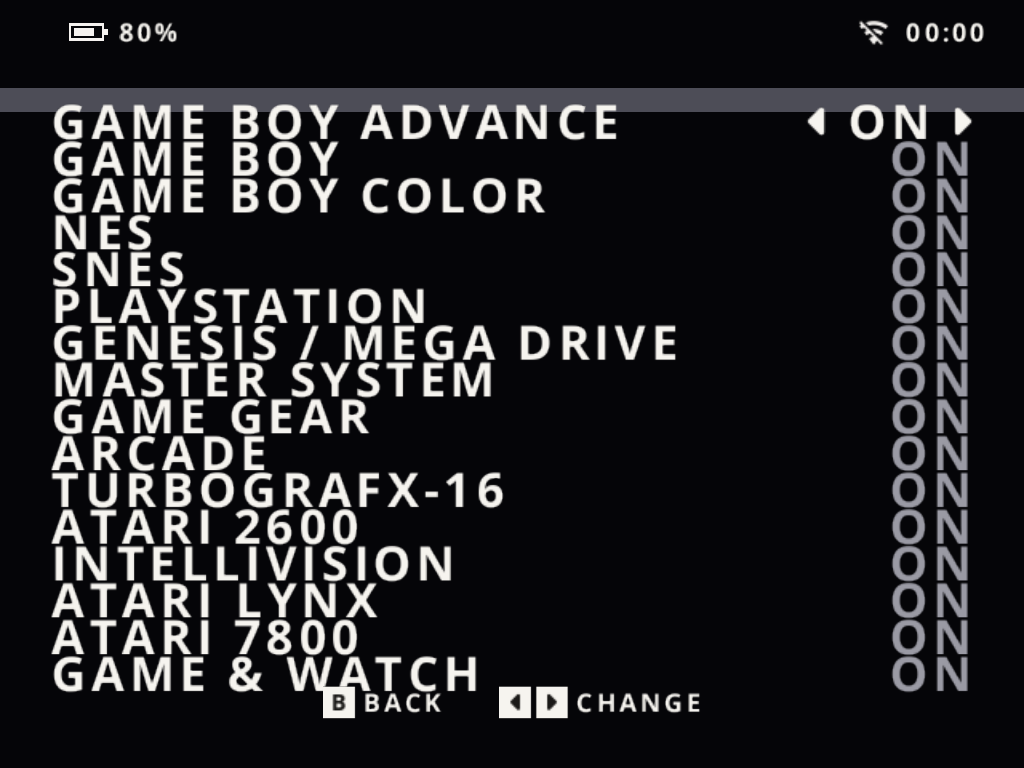 80% 00:00
GAME BOY ADVANCE ON
GAME BOY ON
GAME BOY COLOR ON
NES ON
SNES ON
PLAYSTATION ON
GENESIS / MEGA DRIVE ON
MASTER SYSTEM ON
GAME GEAR ON
ARCADE ON
TURBOGRAFX-16 ON
ATARI 2600 ON
INTELLIVISION ON
ATARI LYNX ON
ATARI 7800 ON
GAME & WATCH ON
B BACK CHANGE